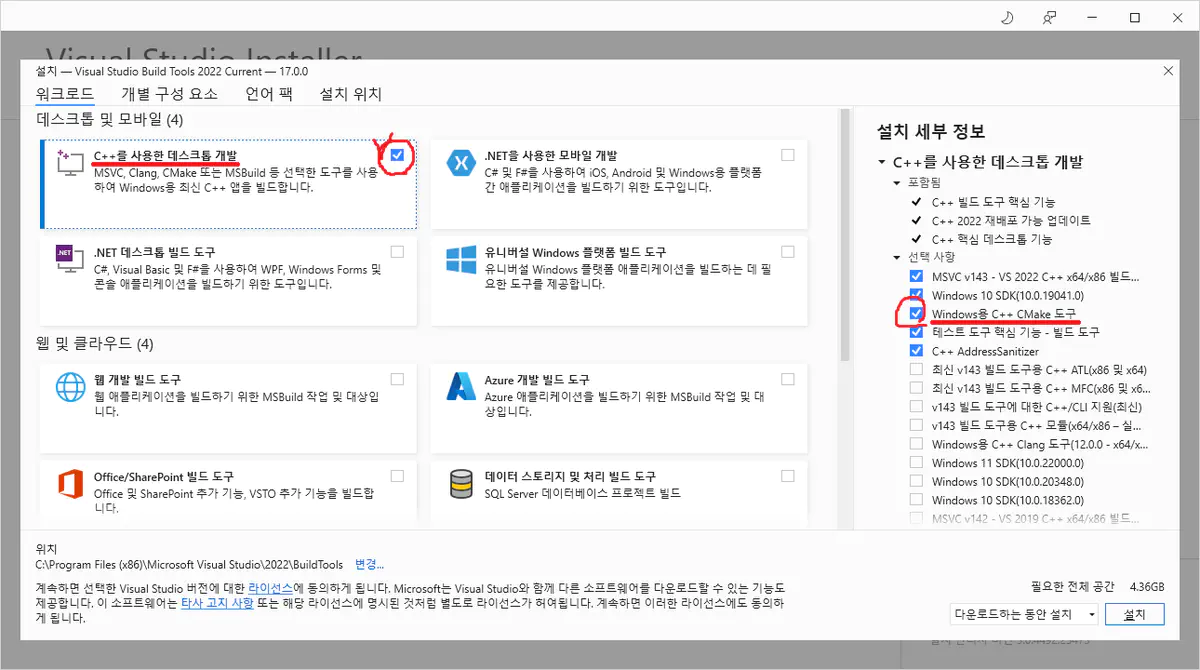 Visual Studio Installer
설치 — Visual Studio Build Tools 2022 Current — 17.0.0
워크로드 개별 구성 요소 언어 팩 설치 위치
데스크톱 및 모바일 (4)
C++를 사용한 데스크톱 개발
MSVC, Clang, CMake 또는 MSBuild 등 선택한 도구를 사용
하여 Windows용 최신 C++ 앱을 빌드합니다.
.NET을 사용한 모바일 개발
C# 및 F#을 사용하여 iOS, Android 및 Windows용 플랫폼
간 애플리케이션을 빌드하기 위한 도구입니다.
.NET
.NET 데스크톱 빌드 도구
C#, Visual Basic 및 F#을 사용하여 WPF, Windows Forms 및
콘솔 애플리케이션을 빌드하기 위한 도구입니다.
유니버설 Windows 플랫폼 빌드 도구
유니버설 Windows 플랫폼 애플리케이션을 빌드하는 데 필
요한 도구를 제공합니다.
웹 및 클라우드 (4)
웹 개발 빌드 도구
웹 애플리케이션을 빌드하기 위한 MSBuild 작업 및 대상입
니다.
Azure 개발 빌드 도구
Azure 애플리케이션을 빌드하기 위한 MSBuild 작업 및 대
상입니다.
Office/SharePoint 빌드 도구
Office 및 SharePoint 추가 기능, VSTO 추가 기능을 빌드합
니다.
데이터 스토리지 및 처리 빌드 도구
SQL Server 데이터베이스 프로젝트 빌드
설치 세부 정보
C++를 사용한 데스크톱 개발
포함됨
C++ 빌드 도구 핵심 기능
C++ 2022 재배포 가능 업데이트
C++ 핵심 데스크톱 기능
선택 사항
MSVC v143 - VS 2022 C++ x64/x86 빌드...
Windows 10 SDK(10.0.19041.0)
Windows용 C++ CMake 도구
테스트 도구 핵심 기능 - 빌드 도구
C++ AddressSanitizer
최신 v143 빌드 도구용 C++ ATL(x86 및 x64)
최신 v143 빌드 도구용 C++ MFC(x86 및 x6...
v143 빌드 도구에 대한 C++/CLI 지원(최신)
v143 빌드 도구용 C++ 모듈(x64/x86 – 실...
Windows용 C++ Clang 도구(12.0.0 - x64/x...
Windows 11 SDK(10.0.22000.0)
Windows 10 SDK(10.0.20348.0)
Windows 10 SDK(10.0.18362.0)
MSVC v142 - VS 2019 C++ x64/x86 빌드...
위치
C:\Program Files (x86)\Microsoft Visual Studio\2022\BuildTools 변경...
계속하면 선택한 Visual Studio 버전에 대한 라이선스에 동의하게 됩니다. Microsoft는 Visual Studio와 함께 다른 소프트웨어를 다운로드할 수 있는 기능도
제공합니다. 이 소프트웨어는 타사 고지 사항 또는 해당 라이선스에 명시된 것처럼 별도로 라이선스가 허여됩니다. 계속하면 이러한 라이선스에도 동의하
게 됩니다.
필요한 전체 공간 4.36GB
다운로드하는 동안 설치 설치